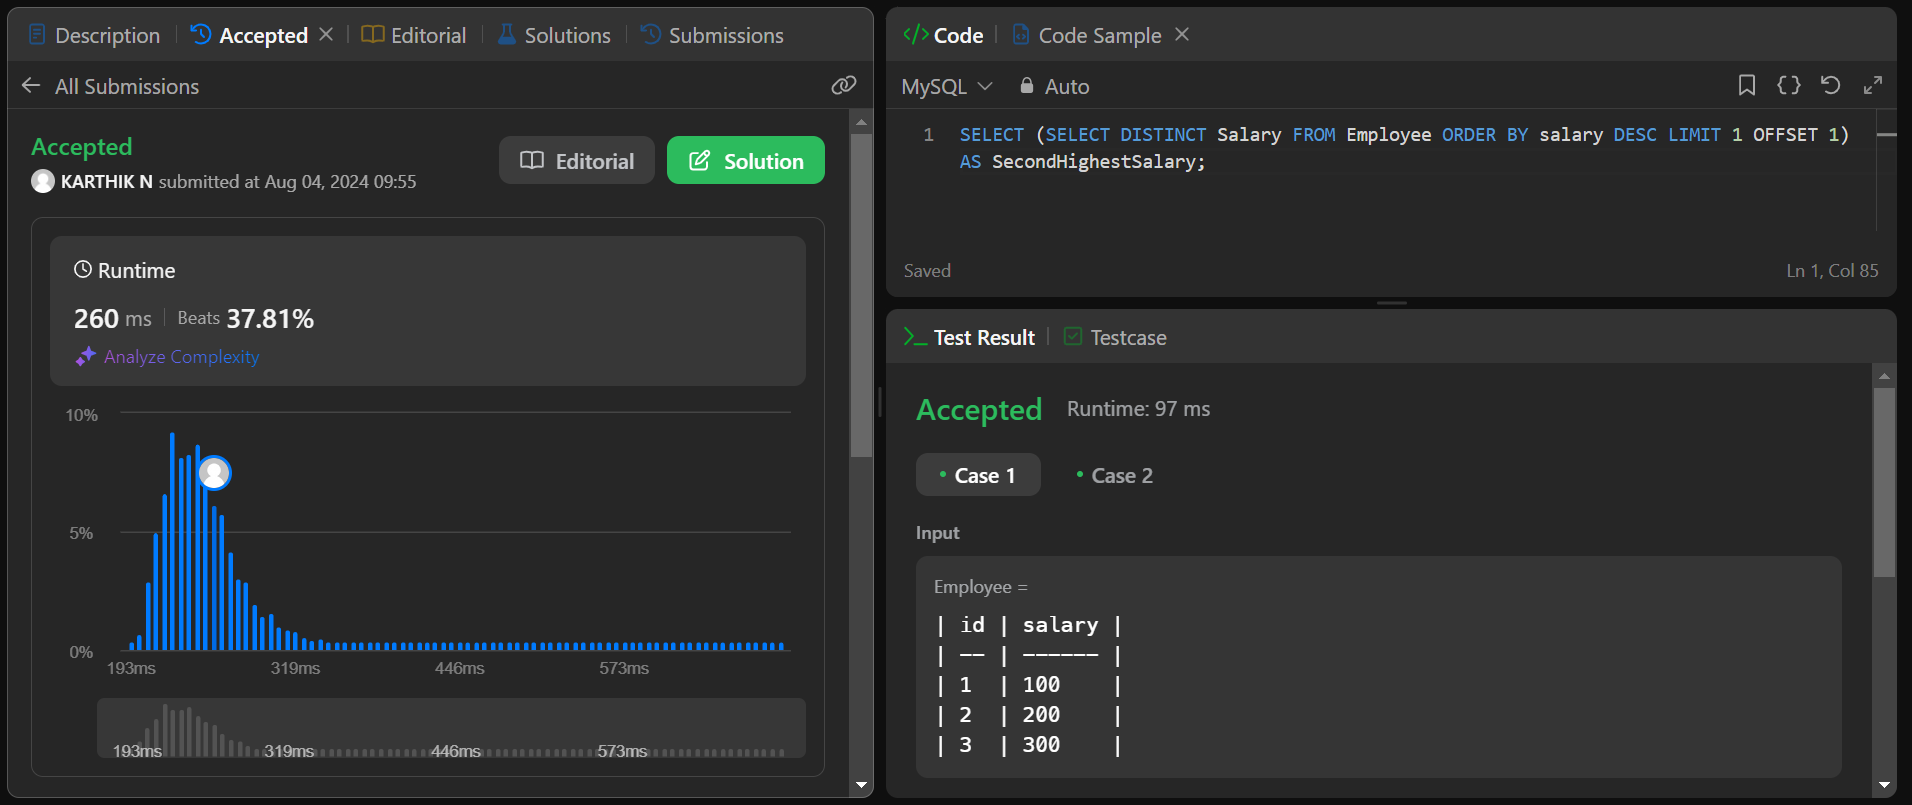 Description
Accepted
Editorial
Solutions
Submissions
All Submissions
Accepted
KARTHIK N submitted at Aug 04, 2024 09:55
Editorial
Solution
Runtime
260 ms
Beats 37.81%
Analyze Complexity
10%
5%
0%
193ms
319ms
446ms
573ms
193ms
319ms
446ms
573ms
Code
Code Sample
MySQL
Auto
1 SELECT (SELECT DISTINCT Salary FROM Employee ORDER BY salary DESC LIMIT 1 OFFSET 1)
AS SecondHighestSalary;
Saved
Ln 1, Col 85
Test Result
Testcase
Accepted
Runtime: 97 ms
Case 1
Case 2
Input
Employee =
| id | salary |
| -- | ------ |
| 1 | 100 |
| 2 | 200 |
| 3 | 300 |